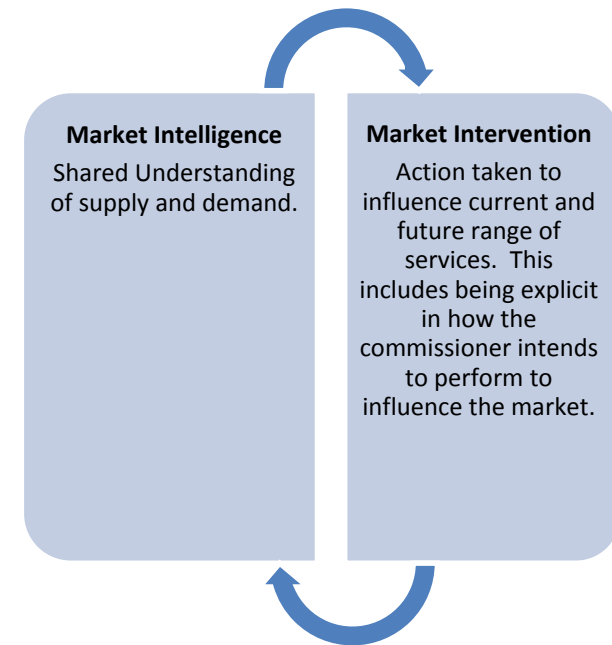 Market Intelligence
Shared Understanding
of supply and demand.
Market Intervention
Action taken to
influence current and
future range of
services.  This
includes being explicit
in how the
commissioner intends
to perform to
influence the market.